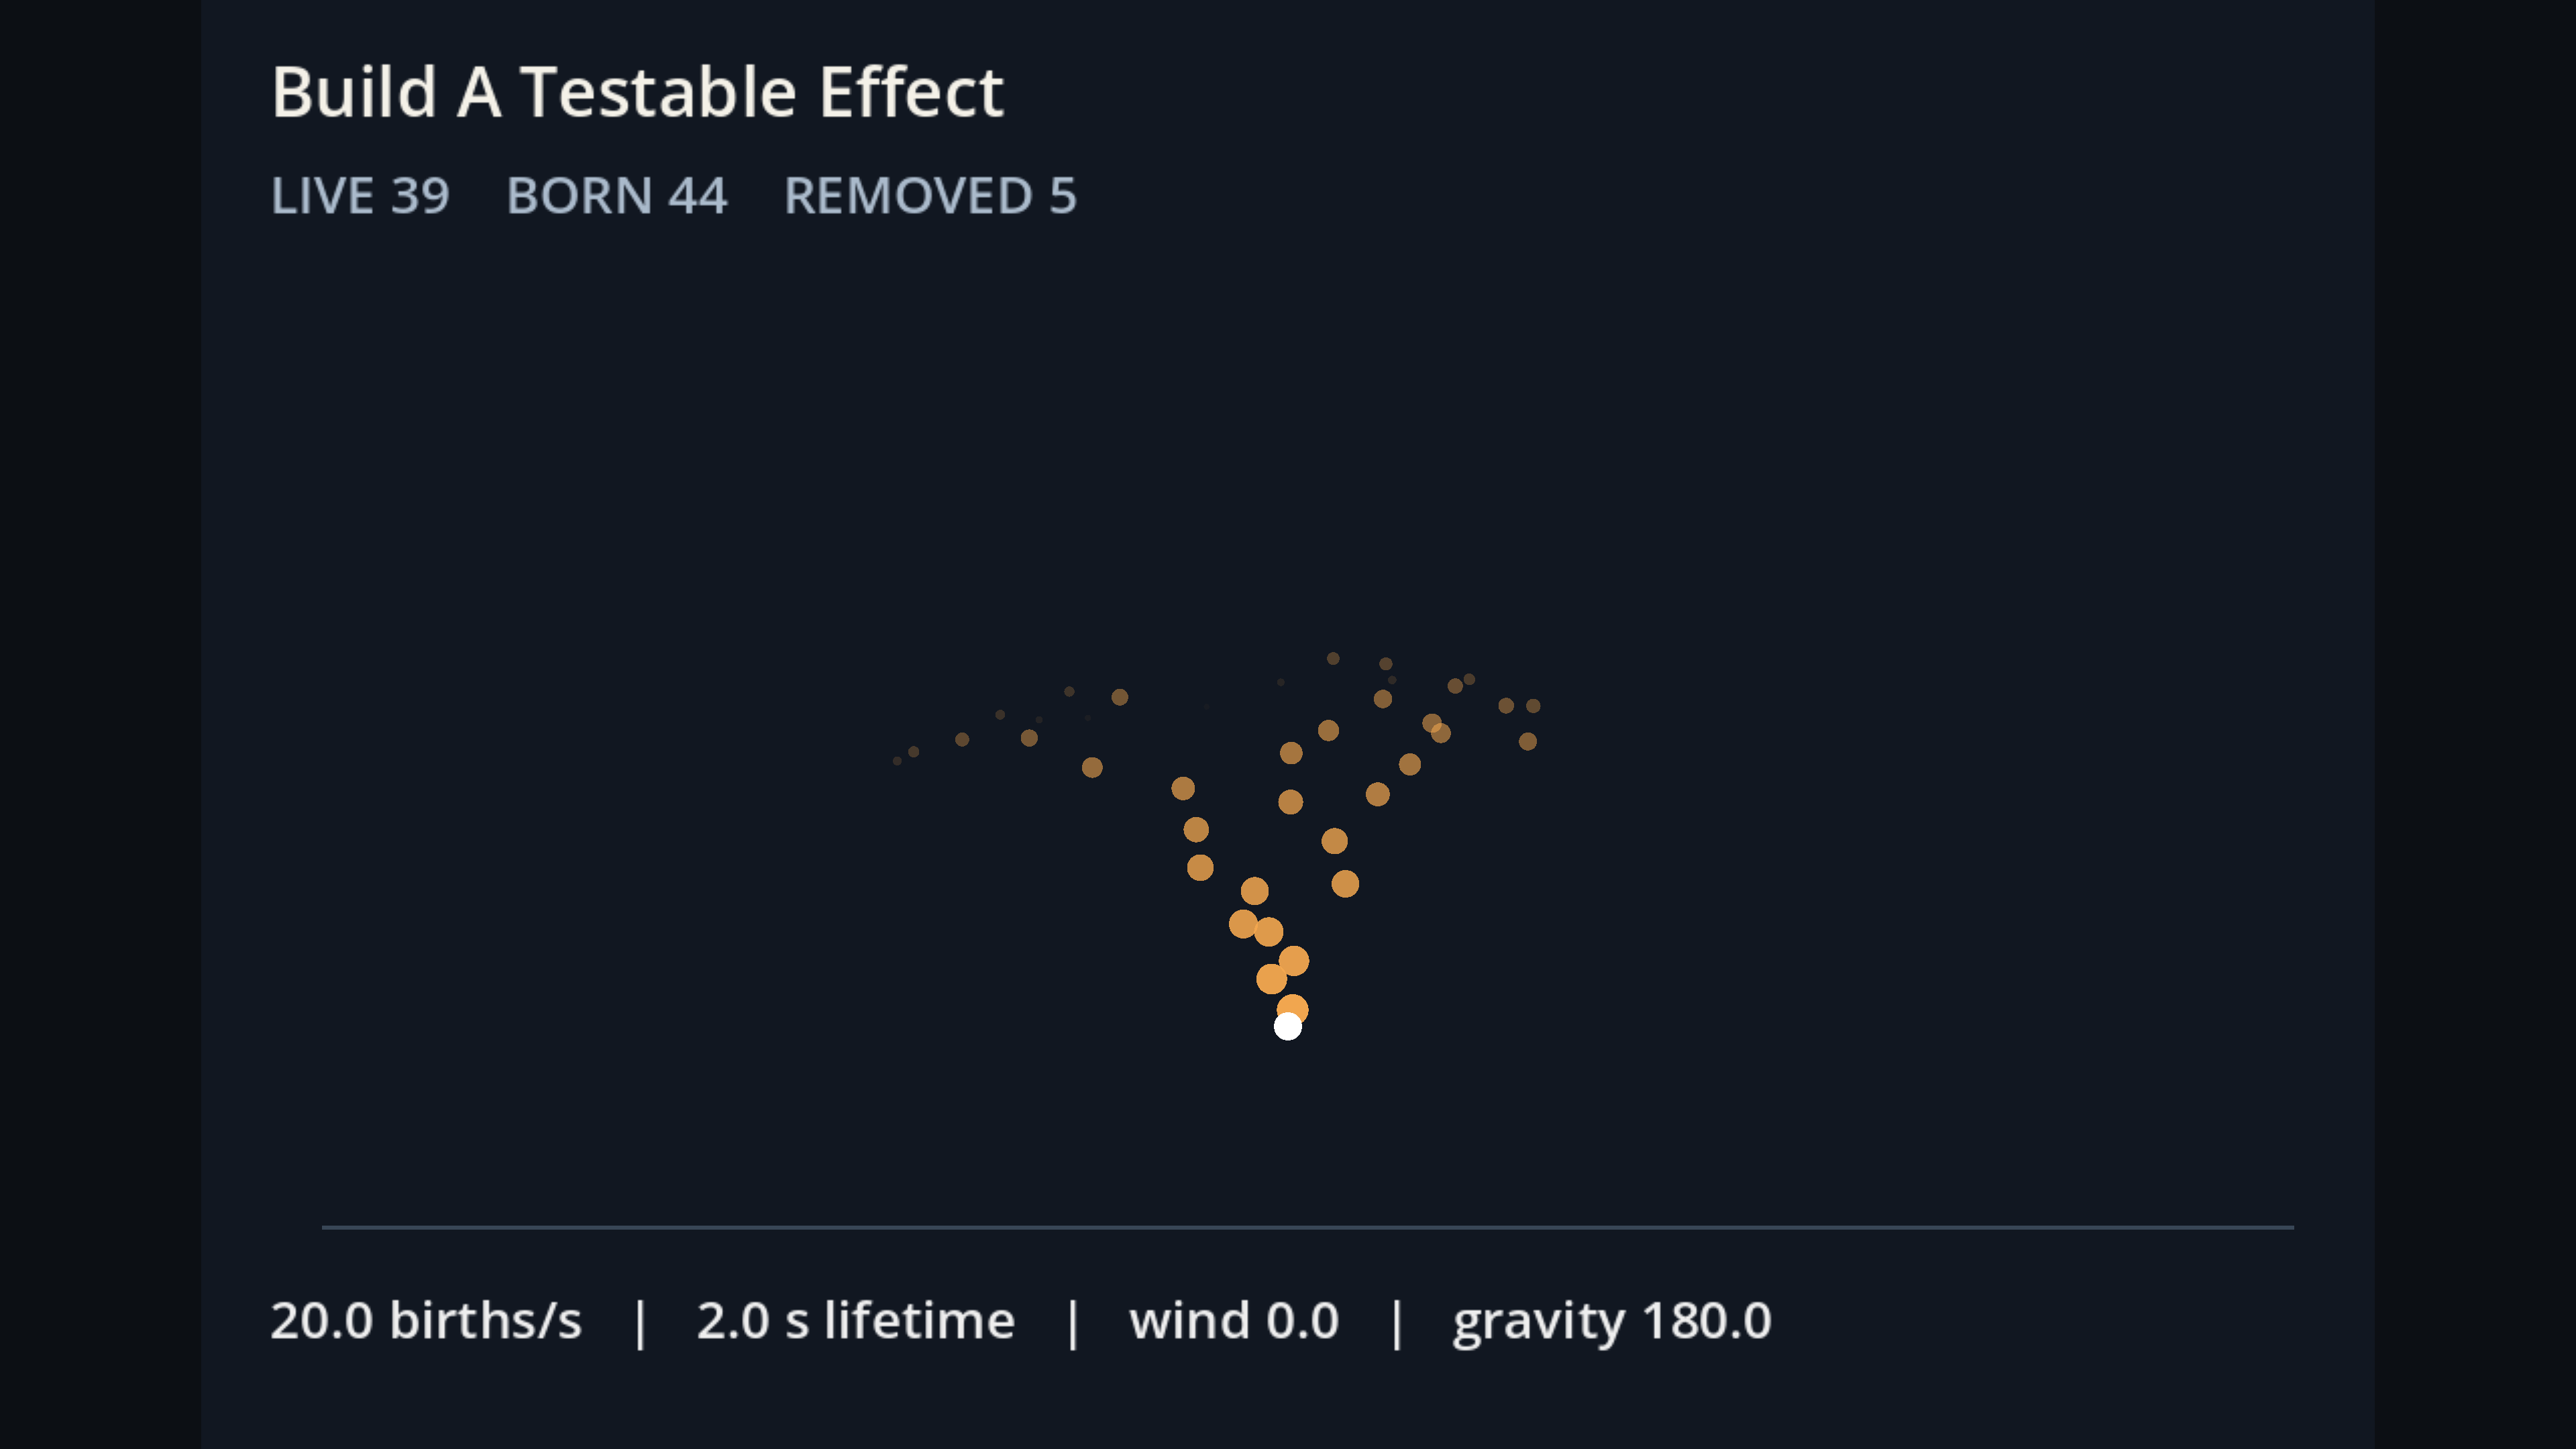 Build A Testable Effect
LIVE 39 BORN 44 REMOVED 5
20.0 births/s | 2.0 s lifetime | wind 0.0 | gravity 180.0